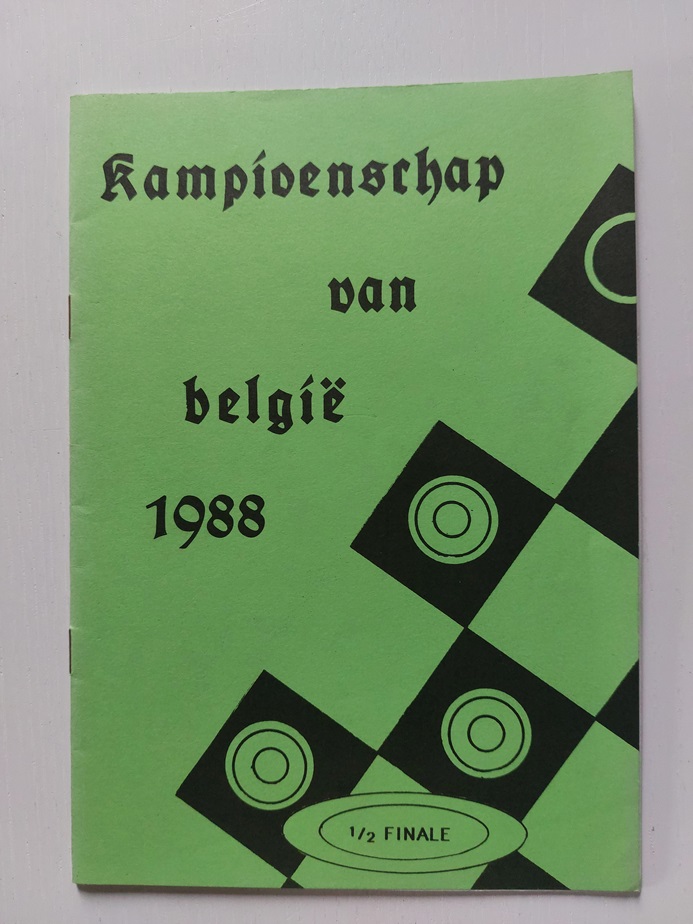 Kampioenschap
van
belgië
1988
1/2 FINALE